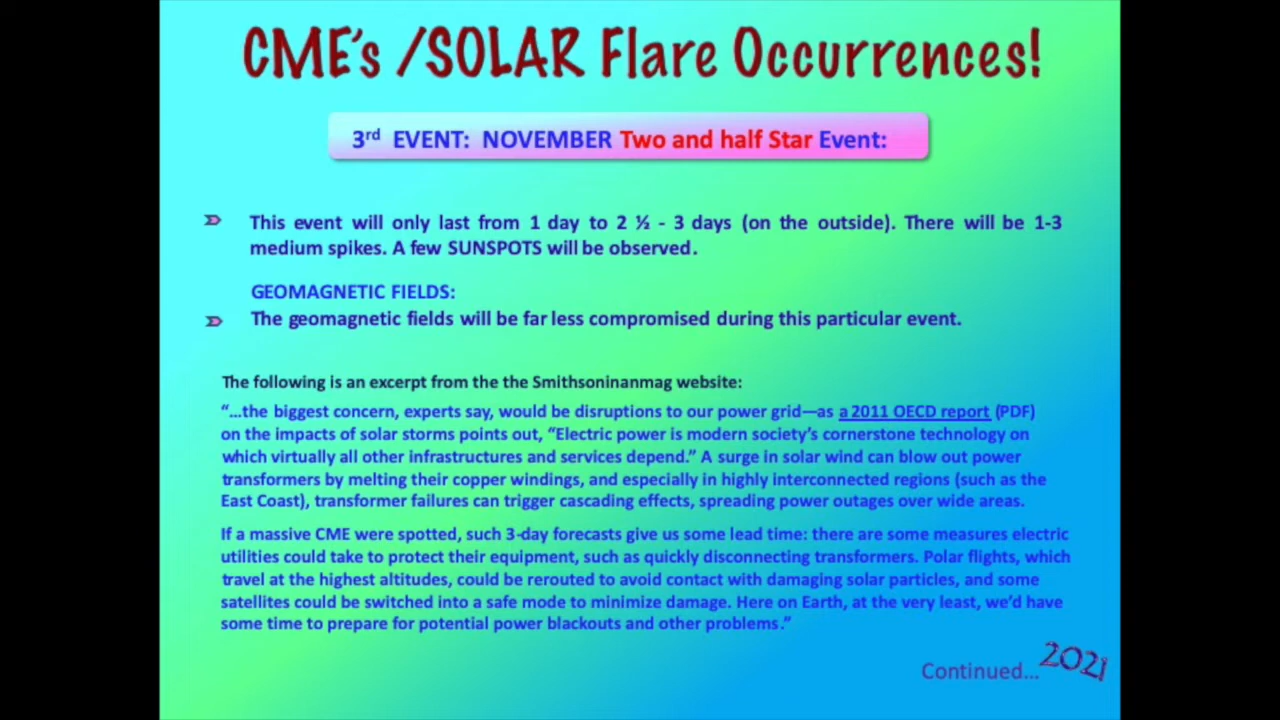 CME's /SOLAR Flare Occurrences!
3rd EVENT: NOVEMBER Two and half Star Event:
This event will only last from 1 day to 2 ½ - 3 days (on the outside). There will be 1-3
medium spikes. A few SUNSPOTS will be observed.
GEOMAGNETIC FIELDS:
The geomagnetic fields will be far less compromised during this particular event.
The following is an excerpt from the the Smithsoninanmag website:
“…the biggest concern, experts say, would be disruptions to our power grid—as a 2011 OECD report (PDF)
on the impacts of solar storms points out, “Electric power is modern society’s cornerstone technology on
which virtually all other infrastructures and services depend.” A surge in solar wind can blow out power
transformers by melting their copper windings, and especially in highly interconnected regions (such as the
East Coast), transformer failures can trigger cascading effects, spreading power outages over wide areas.
If a massive CME were spotted, such 3-day forecasts give us some lead time: there are some measures electric
utilities could take to protect their equipment, such as quickly disconnecting transformers. Polar flights, which
travel at the highest altitudes, could be rerouted to avoid contact with damaging solar particles, and some
satellites could be switched into a safe mode to minimize damage. Here on Earth, at the very least, we’d have
some time to prepare for potential power blackouts and other problems.”
Continued... 2021